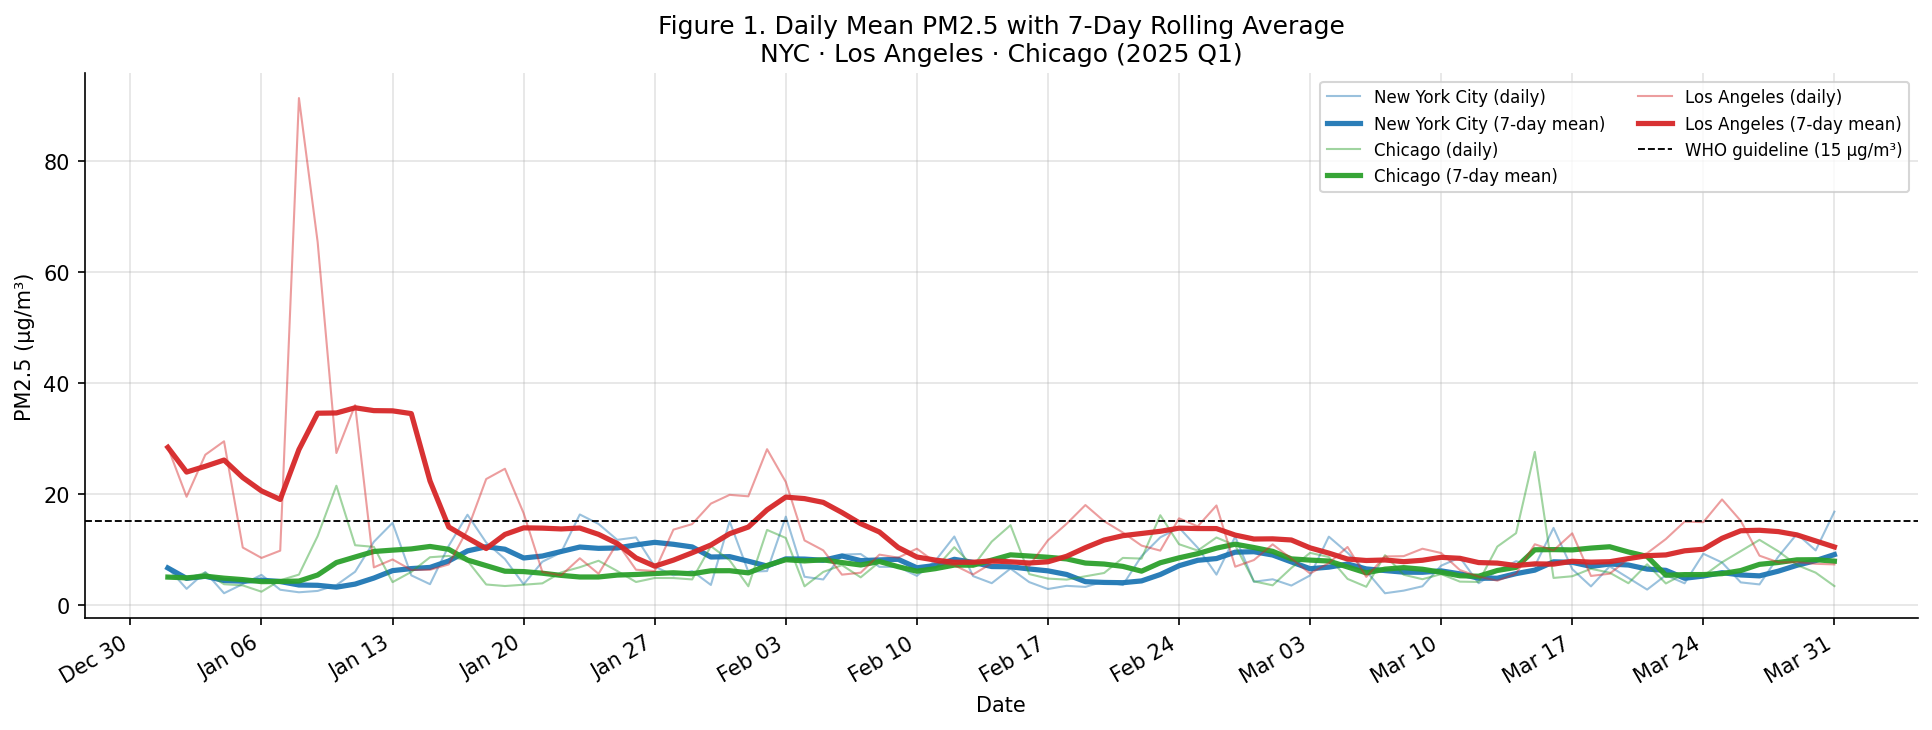 Figure 1. Daily Mean PM2.5 with 7-Day Rolling Average
NYC · Los Angeles · Chicago (2025 Q1)
New York City (daily)
New York City (7-day mean)
Chicago (daily)
Chicago (7-day mean)
Los Angeles (daily)
Los Angeles (7-day mean)
WHO guideline (15 µg/m³)
PM2.5 (µg/m³)
80
60
40
20
0
Dec 30
Jan 06
Jan 13
Jan 20
Jan 27
Feb 03
Feb 10
Feb 17
Feb 24
Mar 03
Mar 10
Mar 17
Mar 24
Mar 31
Date